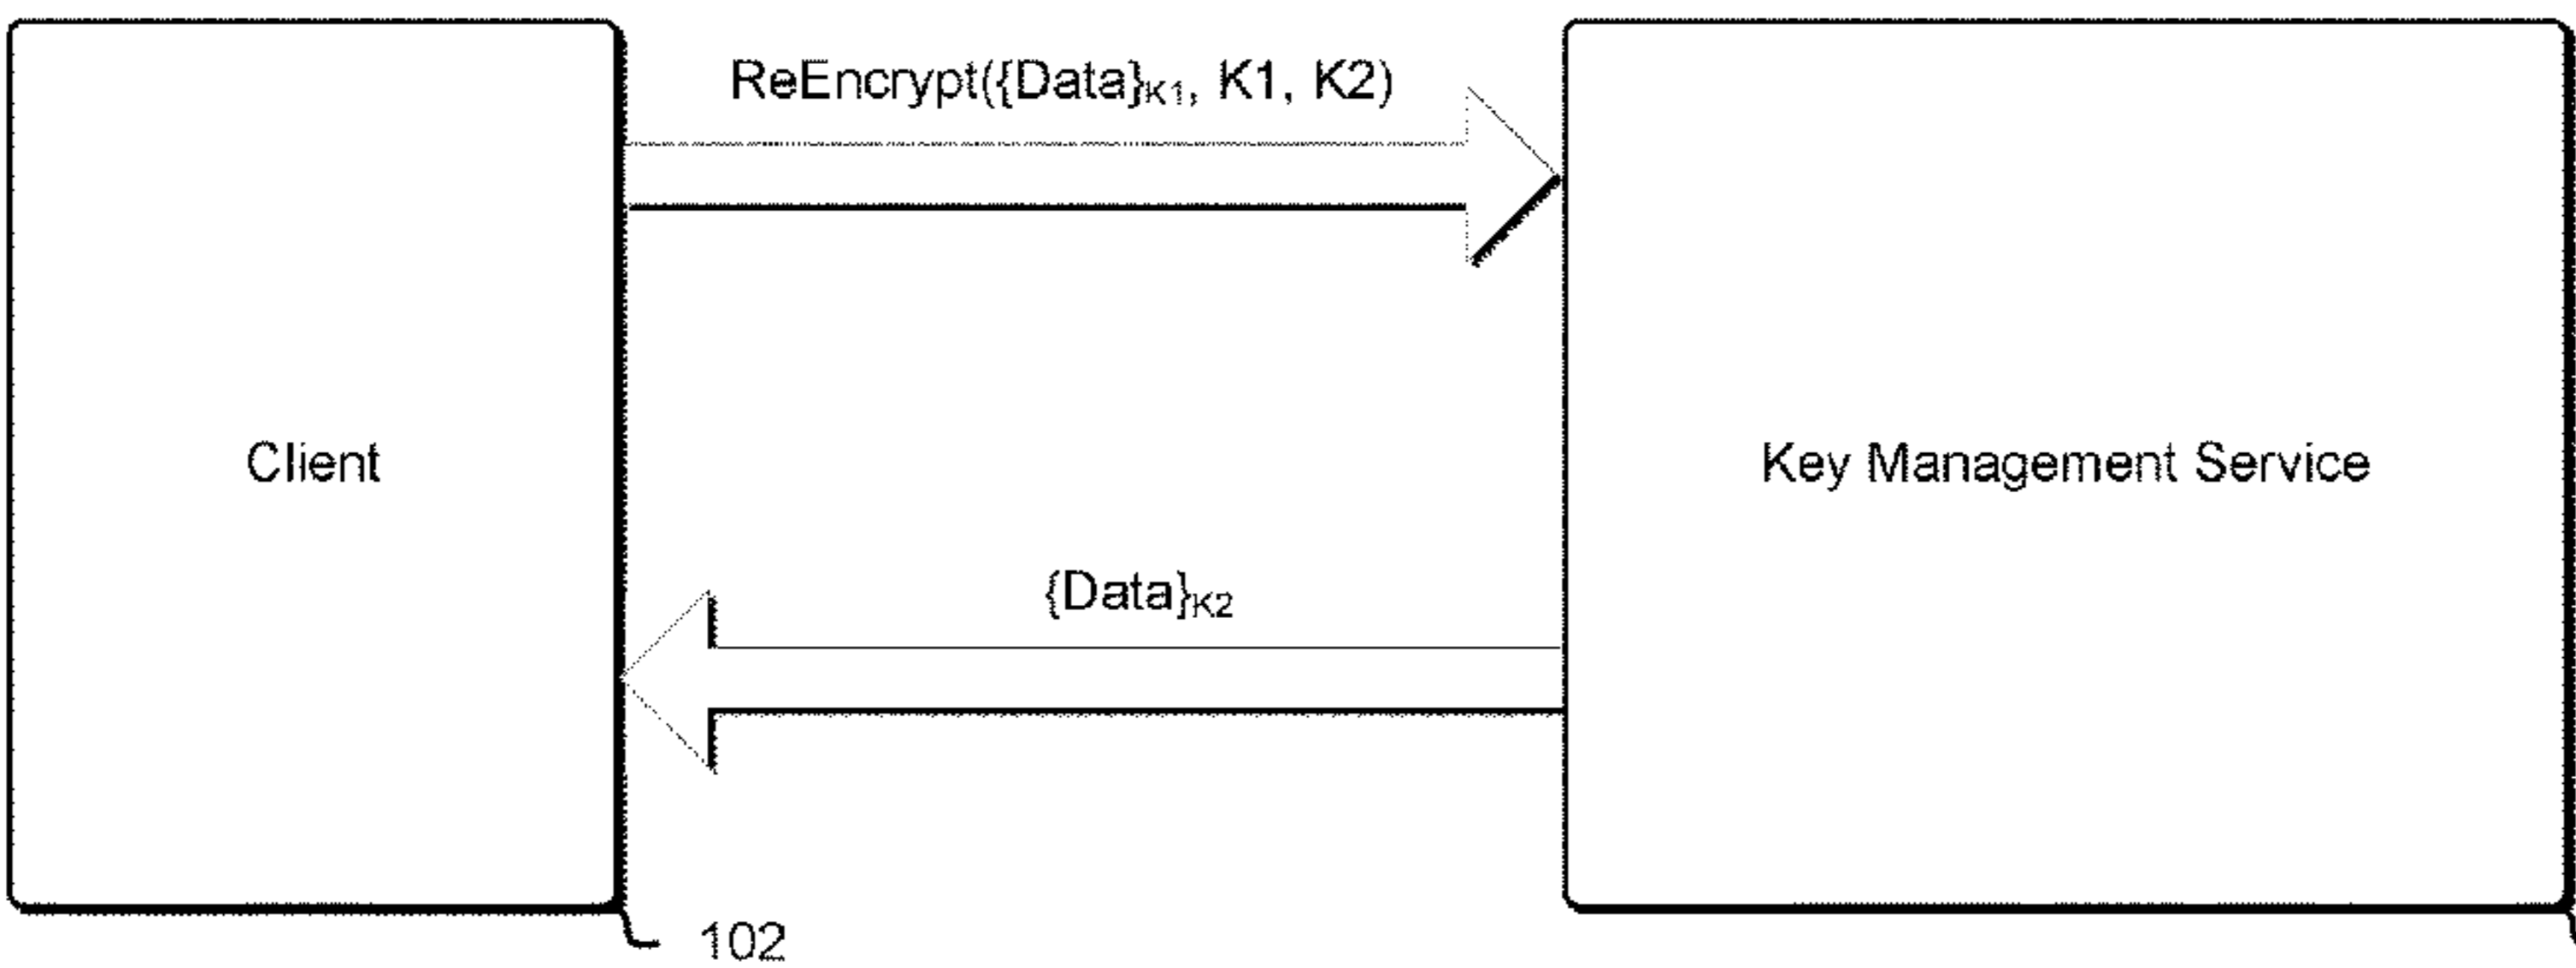 ReEncrypt({Data}K1, K1, K2)
Client
Key Management Service
{Data}K2
102